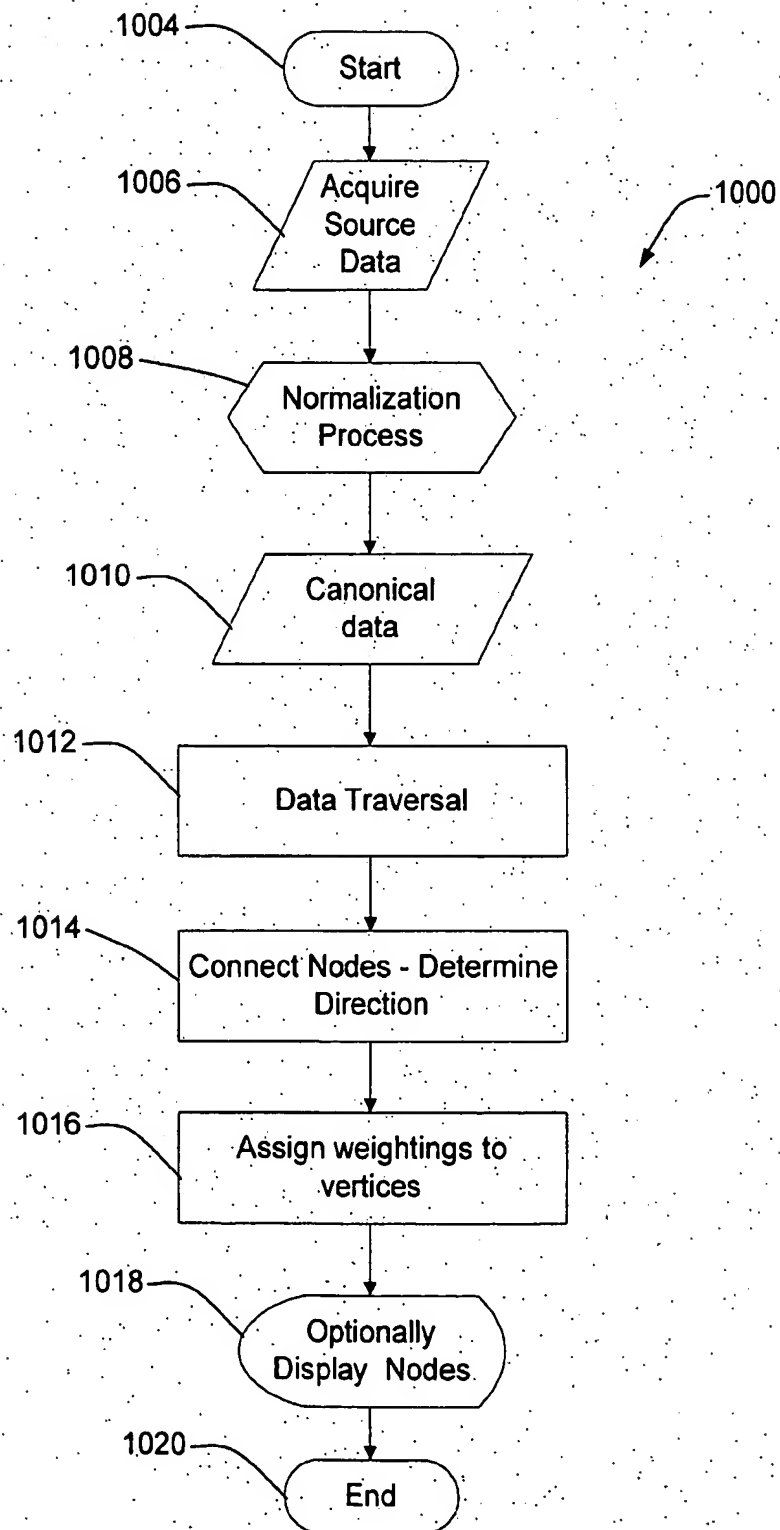 1004
Start
1006
Acquire
Source
Data
1000
1008
Normalization
Process
1010
Canonical
data
1012
Data Traversal
1014
Connect Nodes - Determine
Direction
1016
Assign weightings to
vertices
1018
Optionally
Display Nodes
1020
End